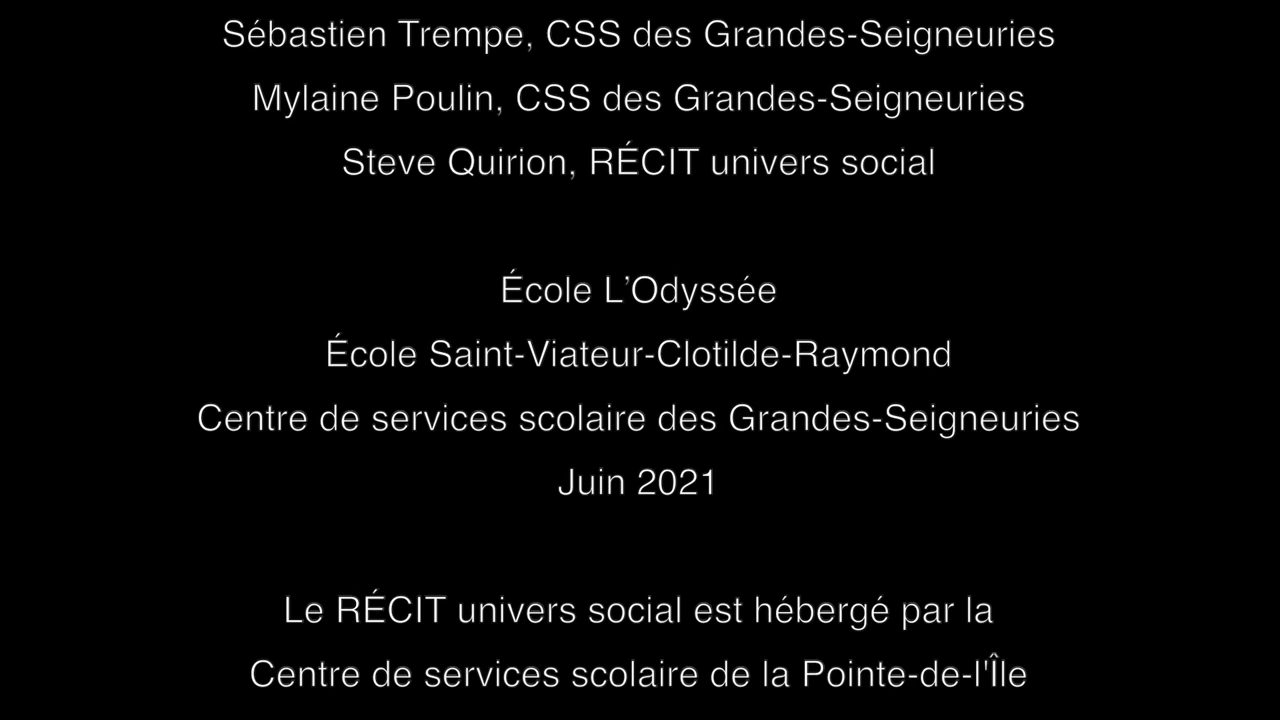 Sébastien Trempe, CSS des Grandes-Seigneuries
Mylaine Poulin, CSS des Grandes-Seigneuries
Steve Quirion, RÉCIT univers social
École L’Odyssée
École Saint-Viateur-Clotilde-Raymond
Centre de services scolaire des Grandes-Seigneuries
Juin 2021
Le RÉCIT univers social est hébergé par la
Centre de services scolaire de la Pointe-de-l'Île